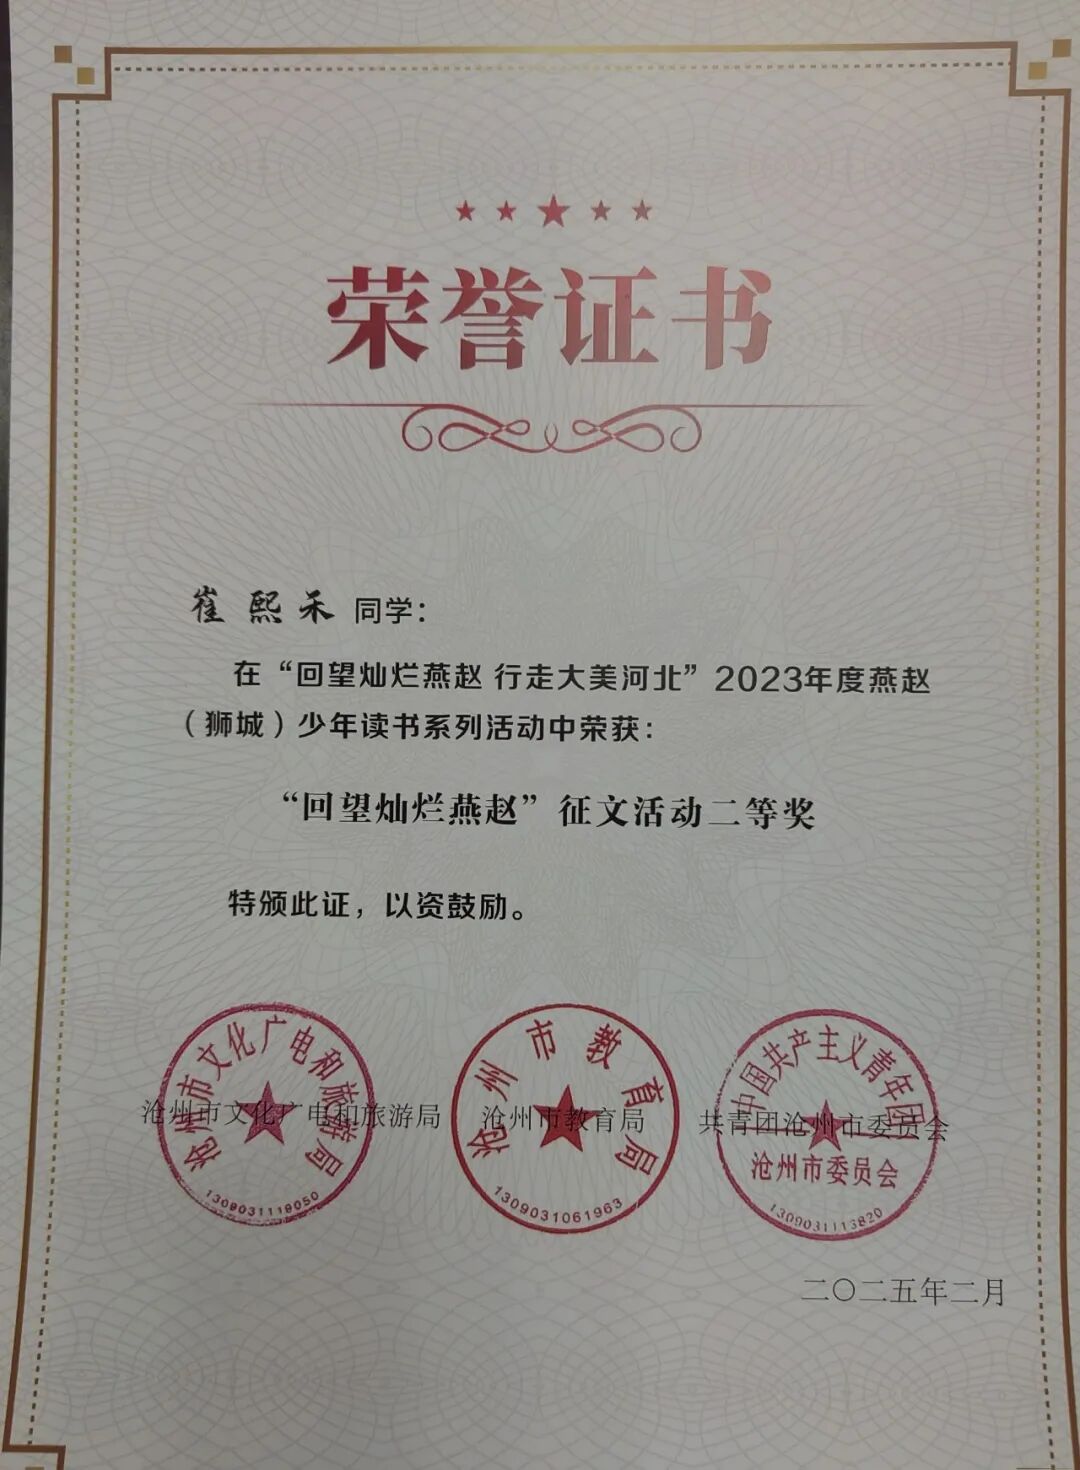 荣誉证书
崔熙禾 同学：
在“回望灿烂燕赵 行走大美河北”2023年度燕赵
（狮城）少年读书系列活动中荣获：
“回望灿烂燕赵”征文活动二等奖
特颁此证，以资鼓励。
沧州市文化广电和旅游局
沧州市教育局
共青团沧州市委员会
沧州市文化广电和旅游局
1309031119050
沧州市教育局
1309031061963
中国共产主义青年团
沧州市委员会
1309031113820
二〇二五年二月